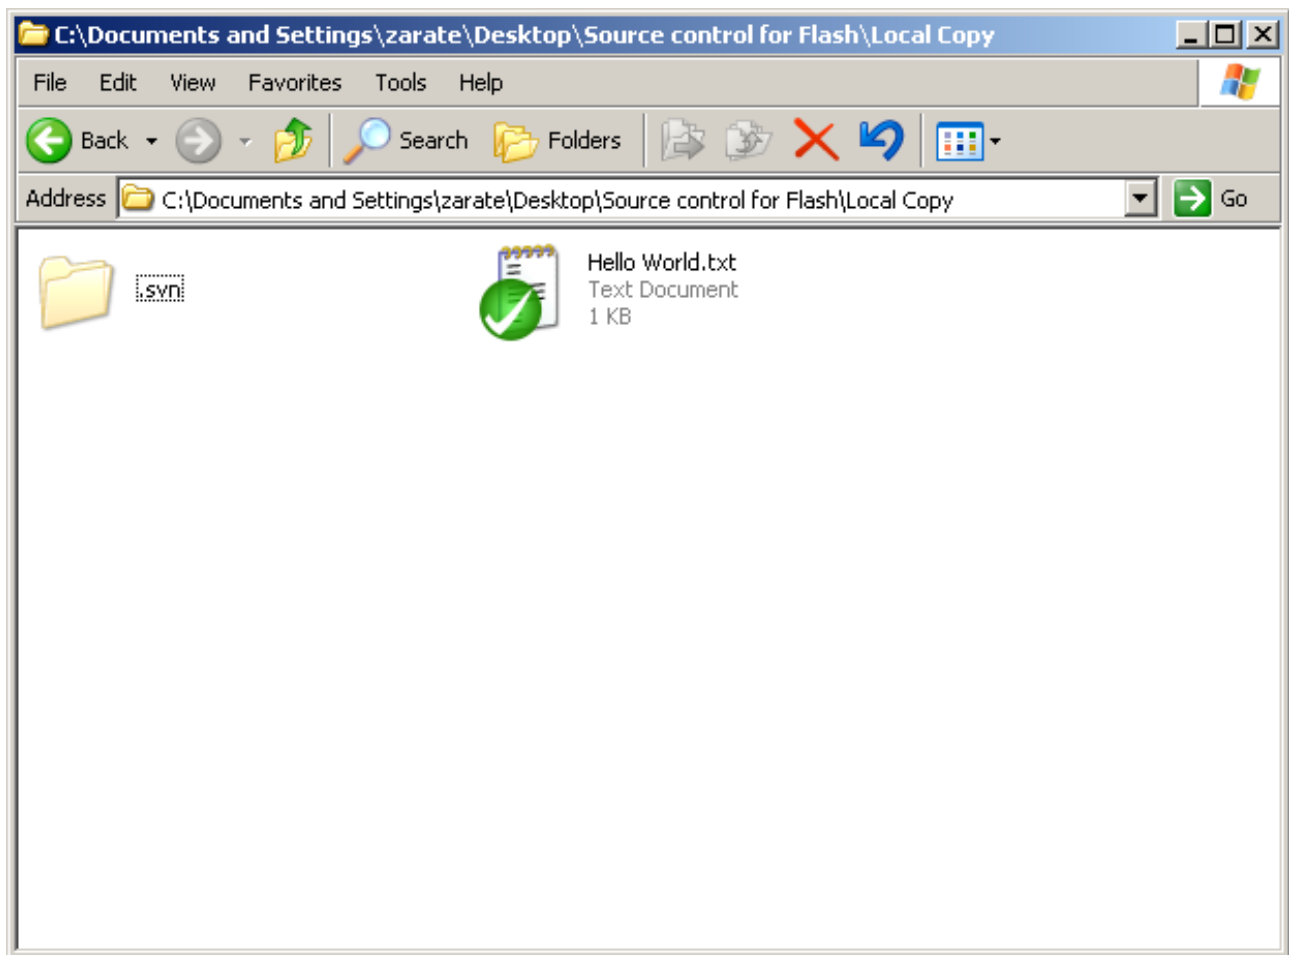 C:\Documents and Settings\zarate\Desktop\Source control for Flash\Local Copy
File Edit View Favorites Tools Help
Back Search Folders
Address C:\Documents and Settings\zarate\Desktop\Source control for Flash\Local Copy Go
.svn
Hello World.txt
Text Document
1 KB